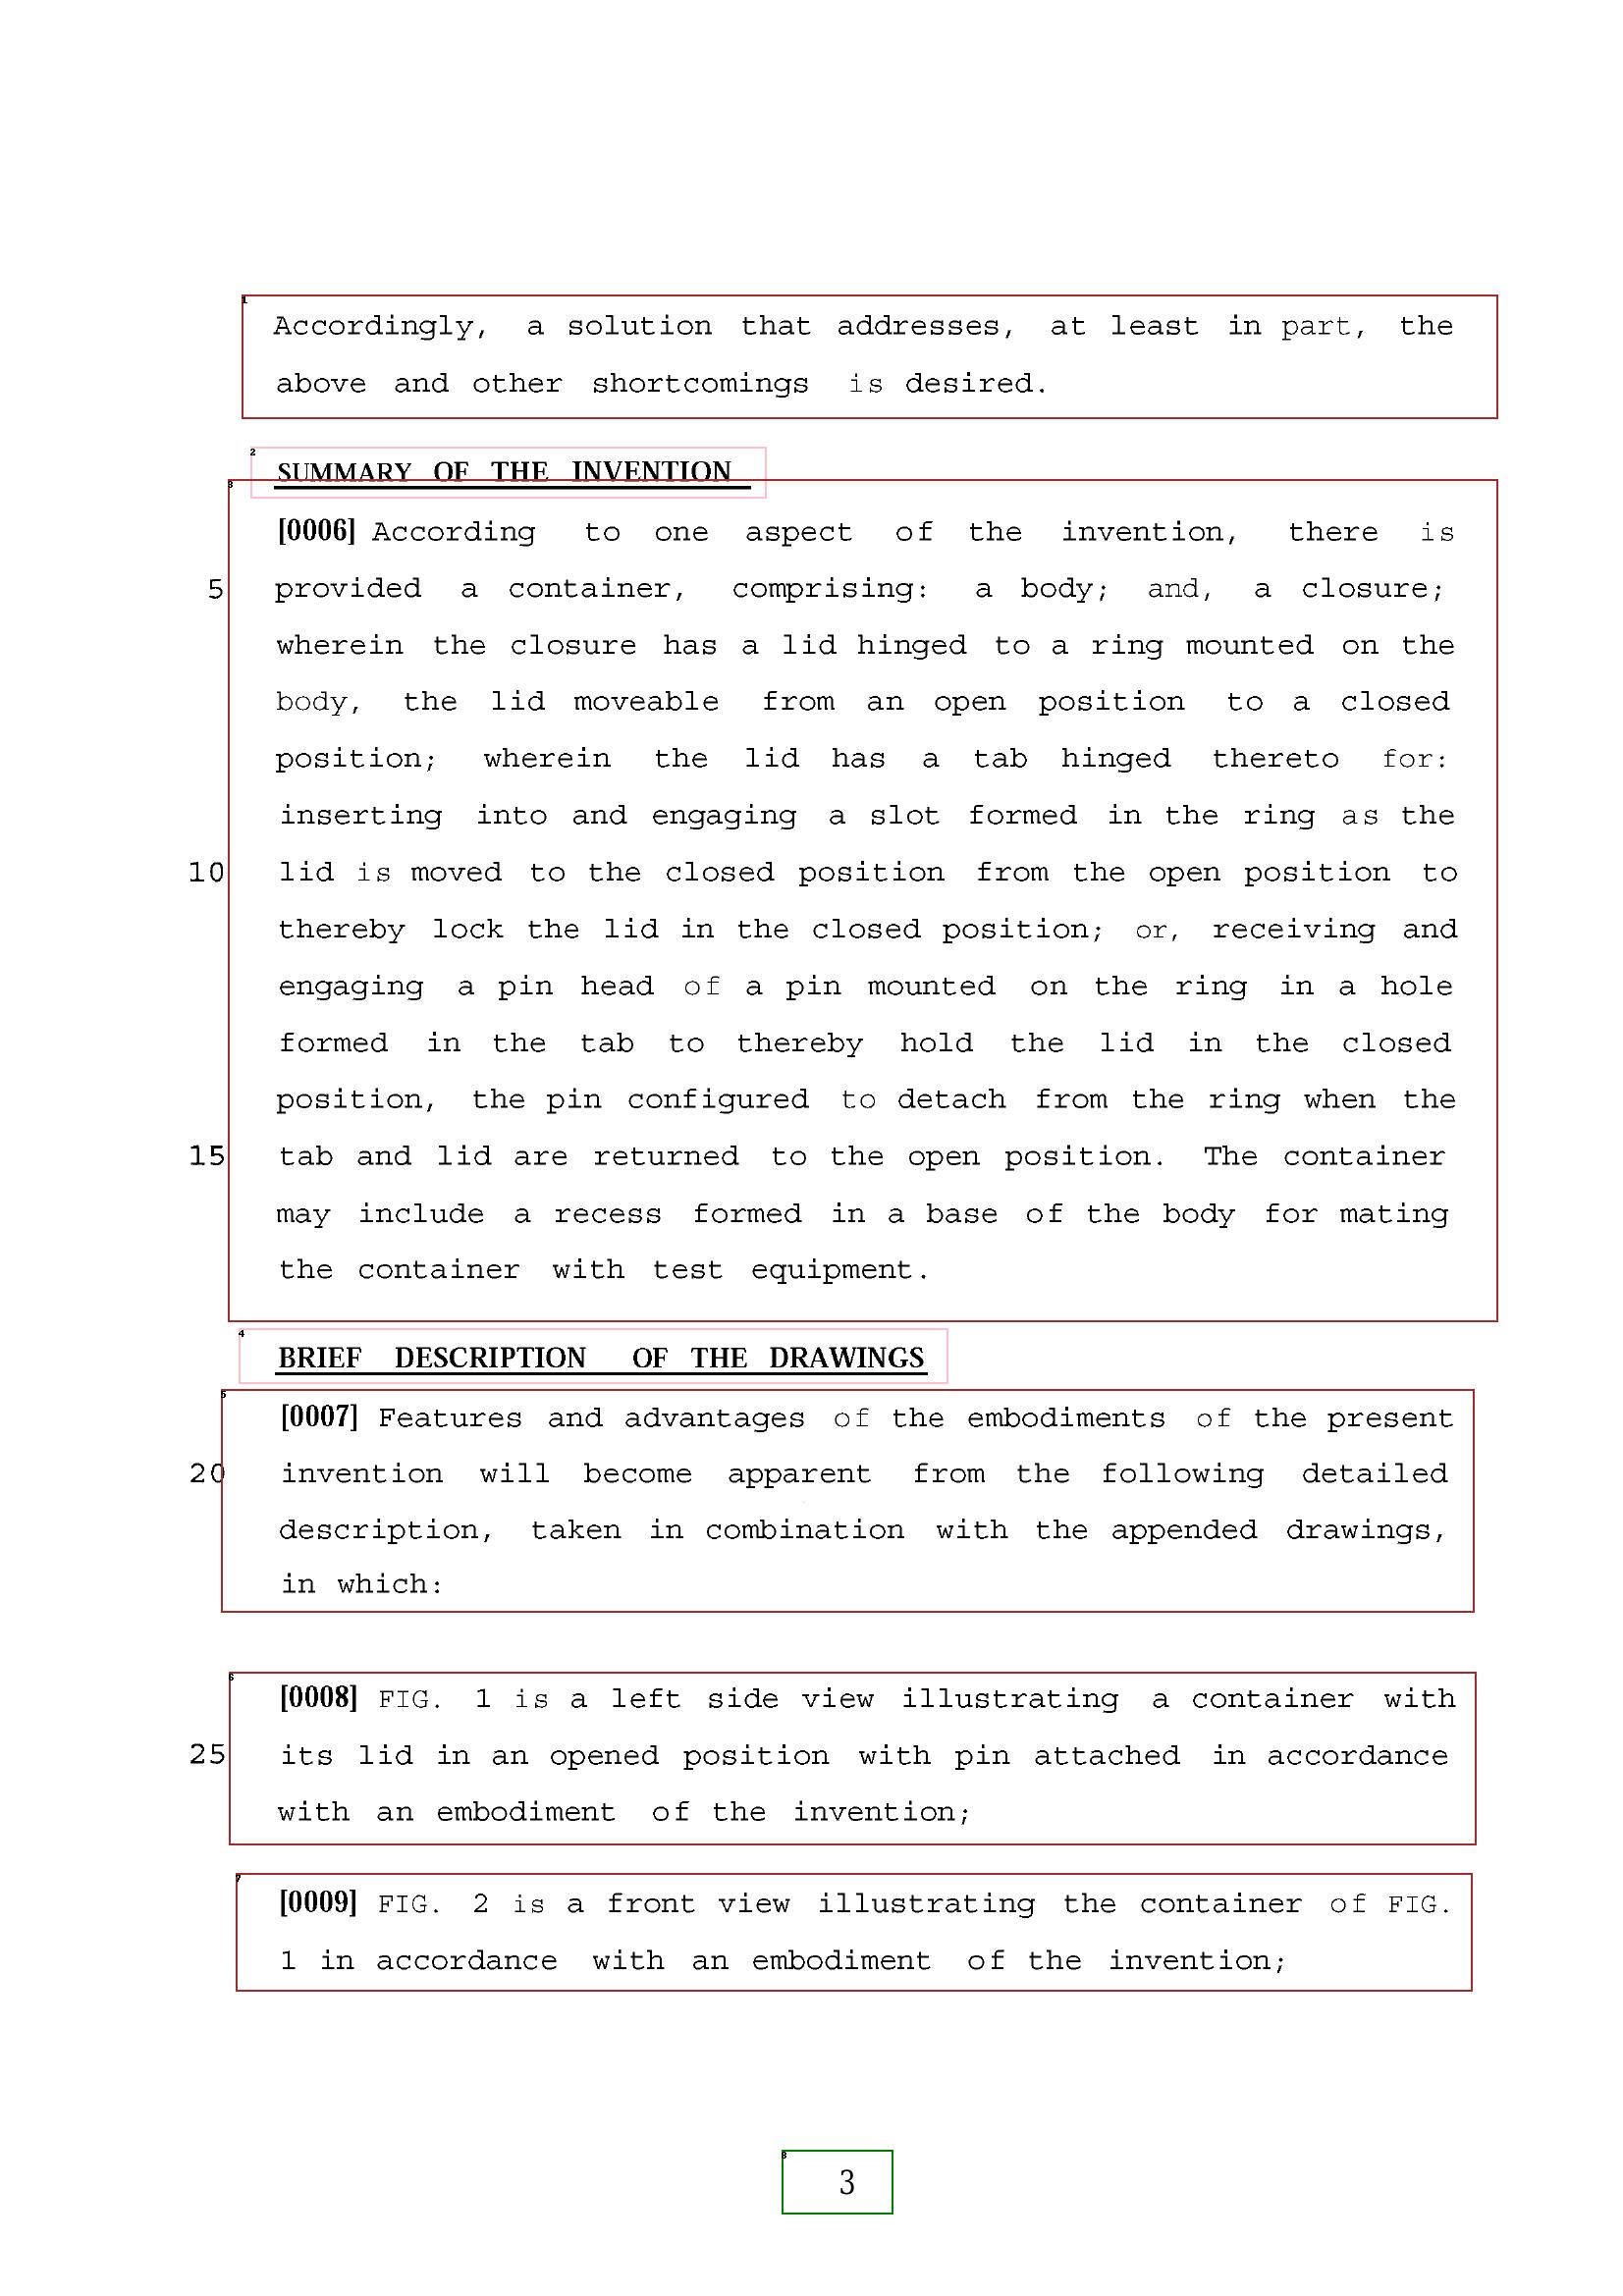 Accordingly, a solution that addresses, at least in part, the
above and other shortcomings is desired.
SUMMARY OF THE INVENTION
[0006] According to one aspect of the invention, there is
5 provided a container, comprising: a body; and, a closure;
wherein the closure has a lid hinged to a ring mounted on the
body, the lid moveable from an open position to a closed
position; wherein the lid has a tab hinged thereto for:
inserting into and engaging a slot formed in the ring as the
10 lid is moved to the closed position from the open position to
thereby lock the lid in the closed position; or, receiving and
engaging a pin head of a pin mounted on the ring in a hole
formed in the tab to thereby hold the lid in the closed
position, the pin configured to detach from the ring when the
15 tab and lid are returned to the open position. The container
may include a recess formed in a base of the body for mating
the container with test equipment.
BRIEF DESCRIPTION OF THE DRAWINGS
[0007] Features and advantages of the embodiments of the present
20 invention will become apparent from the following detailed
description, taken in combination with the appended drawings,
in which:
[0008] FIG. 1 is a left side view illustrating a container with
25 its lid in an opened position with pin attached in accordance
with an embodiment of the invention;
[0009] FIG. 2 is a front view illustrating the container of FIG.
1 in accordance with an embodiment of the invention;
3